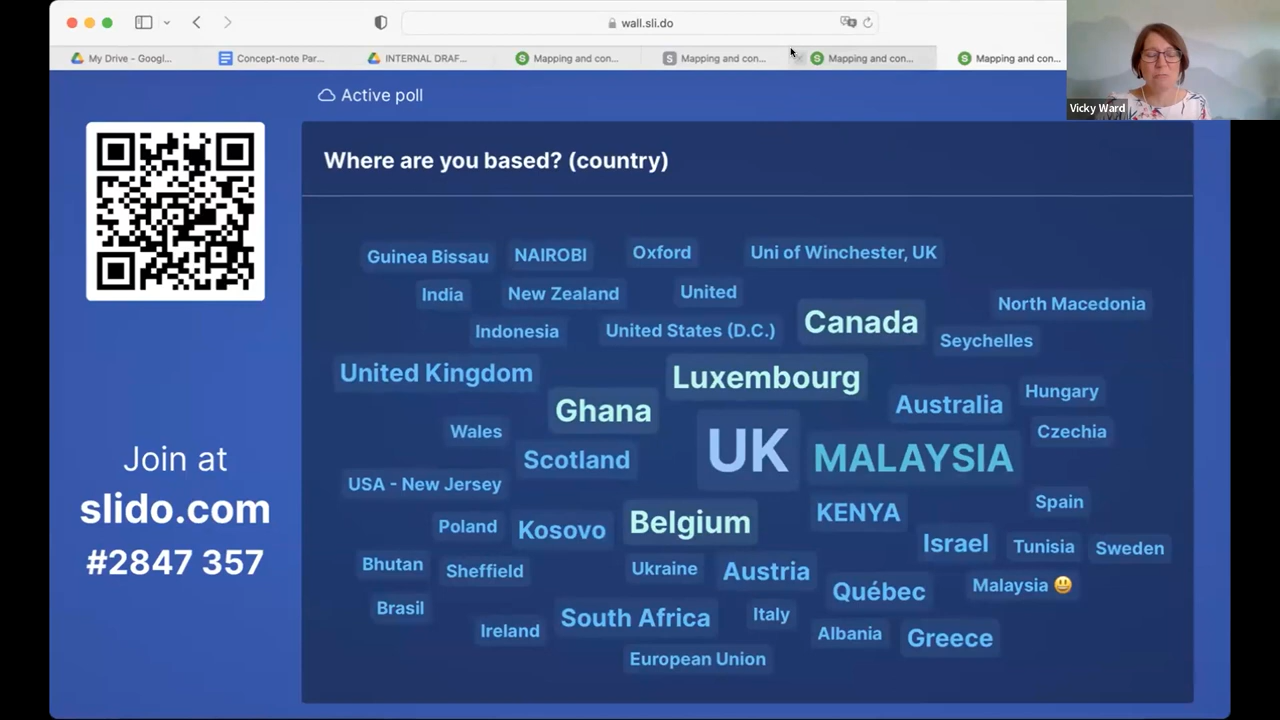 wall.sli.do
My Drive - Googl...
Concept-note Par...
INTERNAL DRAF...
Mapping and con...
Mapping and con...
Mapping and con...
Mapping and con...
Vicky Ward
Active poll
Where are you based? (country)
Guinea Bissau
NAIROBI
Oxford
Uni of Winchester, UK
India
New Zealand
United
North Macedonia
Indonesia
United States (D.C.)
Canada
Seychelles
United Kingdom
Luxembourg
Hungary
Ghana
Australia
Wales
Czechia
Scotland
UK
MALAYSIA
USA - New Jersey
Spain
Poland
Kosovo
Belgium
KENYA
Israel
Tunisia
Sweden
Bhutan
Sheffield
Ukraine
Austria
Québec
Malaysia 😃
Brasil
Ireland
South Africa
Italy
Albania
Greece
European Union
Join at
slido.com
#2847 357